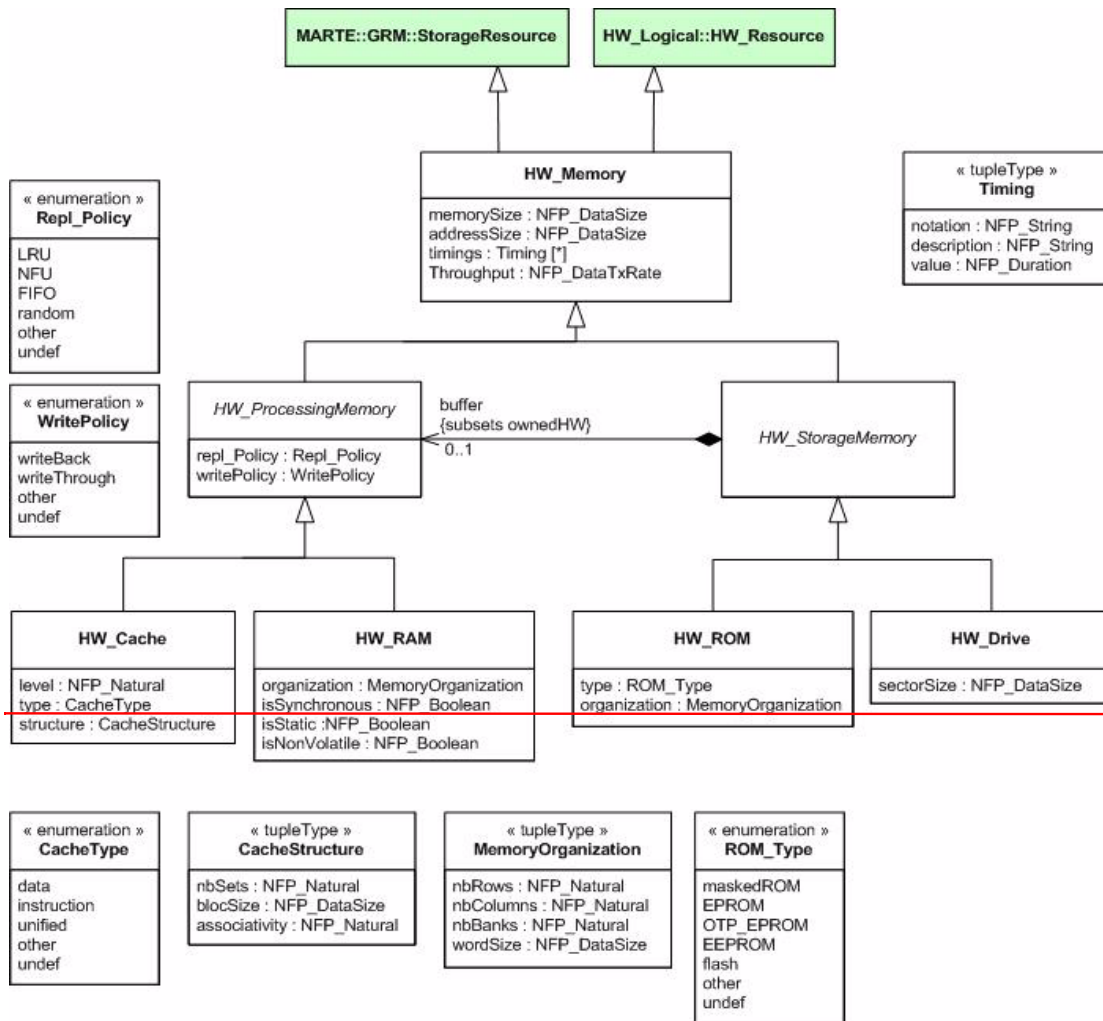 MARTE::GRM::StorageResource
HW_Logical::HW_Resource
HW_Memory
memorySize : NFP_DataSize
addressSize : NFP_DataSize
timings : Timing [*]
Throughput : NFP_DataTxRate
« tupleType »
Timing
notation : NFP_String
description : NFP_String
value : NFP_Duration
« enumeration »
Repl_Policy
LRU
NFU
FIFO
random
other
undef
« enumeration »
WritePolicy
writeBack
writeThrough
other
undef
HW_ProcessingMemory
repl_Policy : Repl_Policy
writePolicy : WritePolicy
buffer
{subsets ownedHW}
0..1
HW_StorageMemory
HW_Cache
level : NFP_Natural
type : CacheType
structure : CacheStructure
HW_RAM
organization : MemoryOrganization
isSynchronous : NFP_Boolean
isStatic :NFP_Boolean
isNonVolatile : NFP_Boolean
HW_ROM
type : ROM_Type
organization : MemoryOrganization
HW_Drive
sectorSize : NFP_DataSize
« enumeration »
CacheType
data
instruction
unified
other
undef
« tupleType »
CacheStructure
nbSets : NFP_Natural
blocSize : NFP_DataSize
associativity : NFP_Natural
« tupleType »
MemoryOrganization
nbRows : NFP_Natural
nbColumns : NFP_Natural
nbBanks : NFP_Natural
wordSize : NFP_DataSize
« enumeration »
ROM_Type
maskedROM
EPROM
OTP_EPROM
EEPROM
flash
other
undef